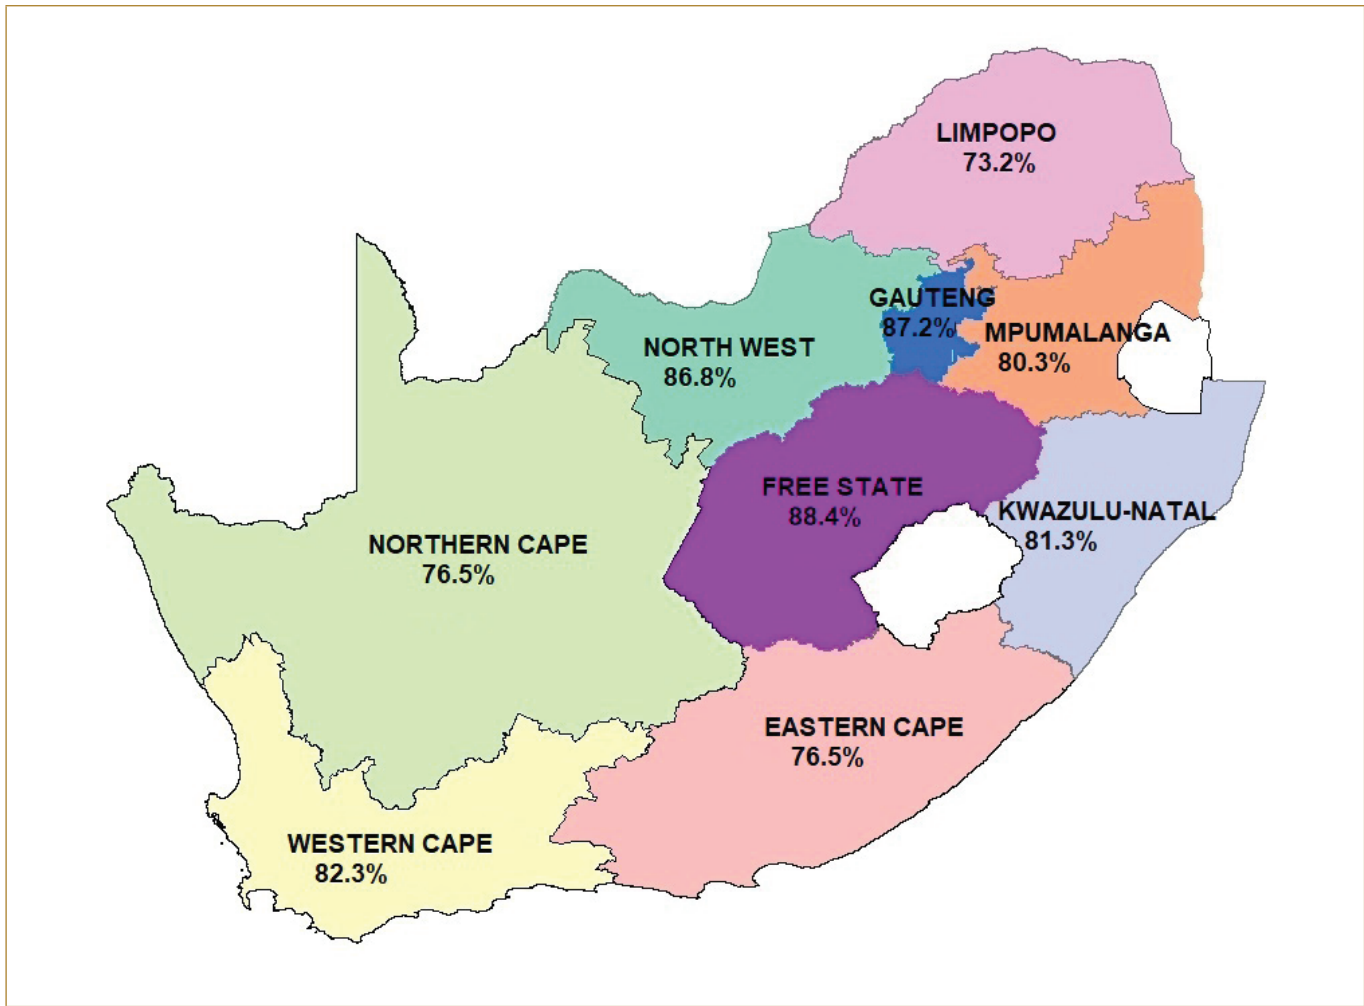 LIMPOPO
73.2%
GAUTENG
87.2%
MPUMALANGA
80.3%
NORTH WEST
86.8%
FREE STATE
88.4%
KWAZULU-NATAL
81.3%
NORTHERN CAPE
76.5%
EASTERN CAPE
76.5%
WESTERN CAPE
82.3%